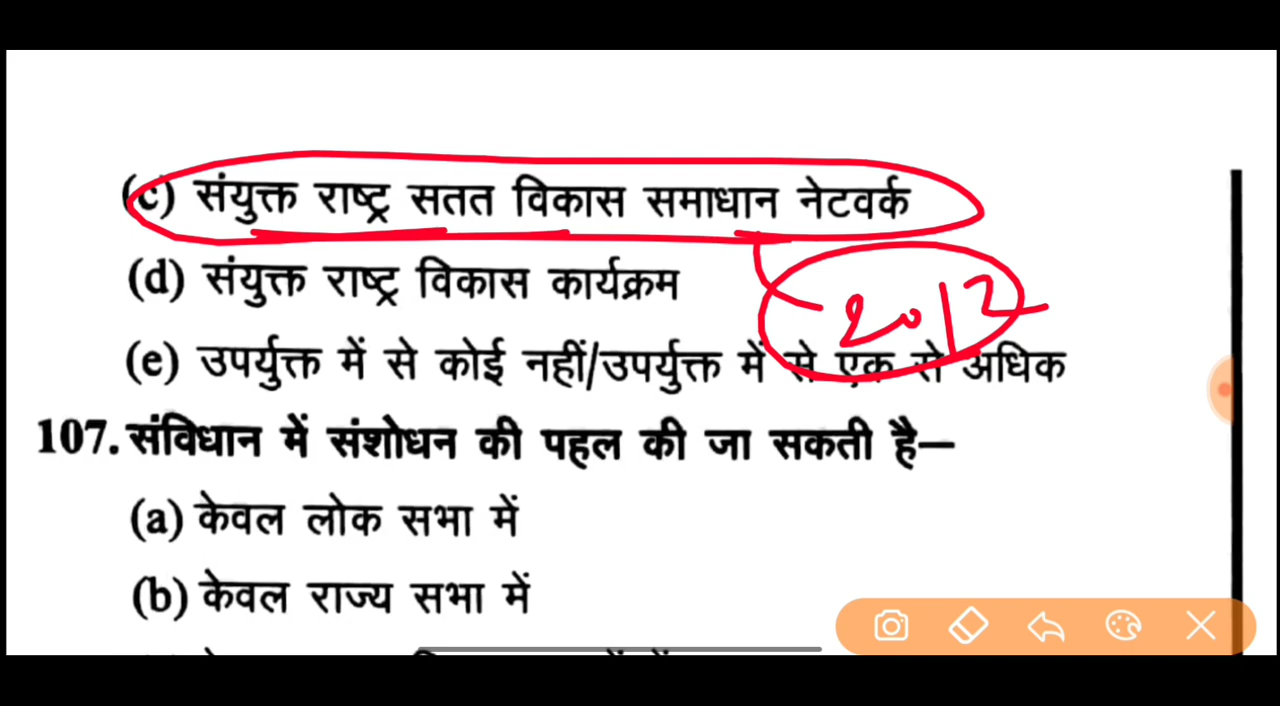 (c) संयुक्त राष्ट्र सतत विकास समाधान नेटवर्क
(d) संयुक्त राष्ट्र विकास कार्यक्रम
2012
(e) उपर्युक्त में से कोई नहीं/उपर्युक्त में से एक से अधिक
107. संविधान में संशोधन की पहल की जा सकती है—
(a) केवल लोक सभा में
(b) केवल राज्य सभा में